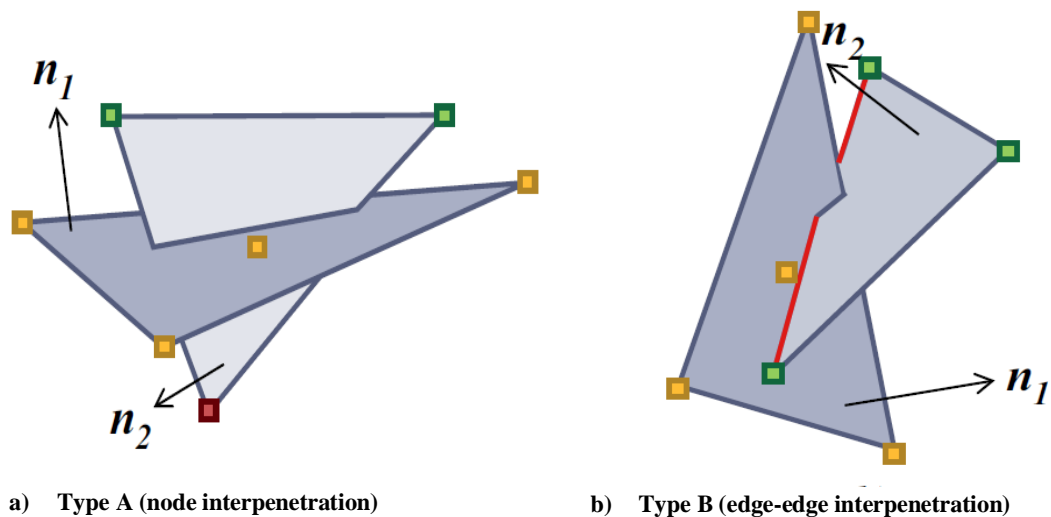 n1
n2
n2
n1
a) Type A (node interpenetration)
b) Type B (edge-edge interpenetration)